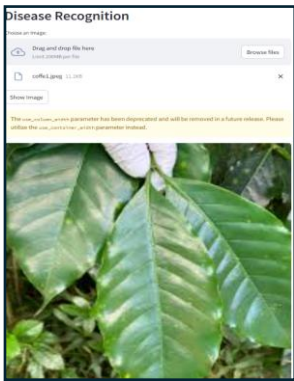 Disease Recognition
Choose an Image:
Drag and drop file here
Limit 200MB per file
Browse files
coffe1.jpeg
Show Image
The use_column_width parameter has been deprecated and will be removed in a future release. Please
utilize the use_container_width parameter instead.